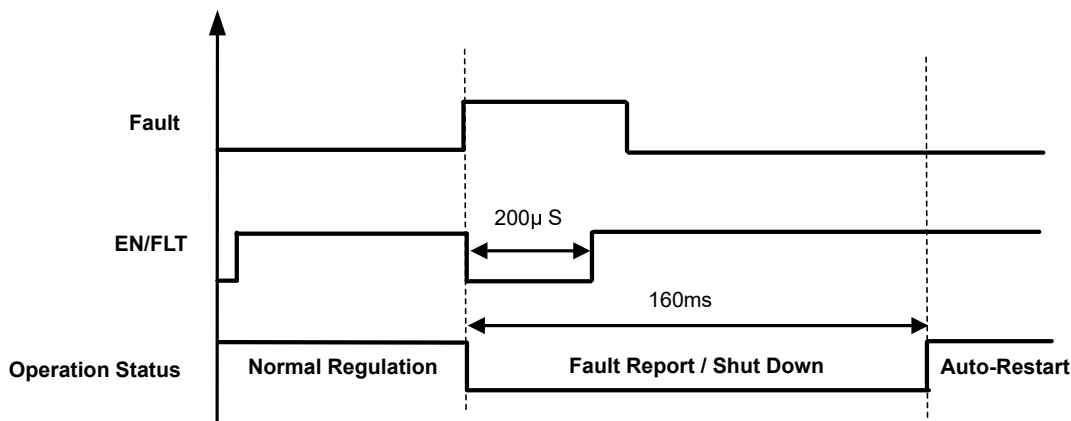 Fault
200μ S
EN/FLT
160ms
Operation Status
Normal Regulation
Fault Report / Shut Down
Auto-Restart